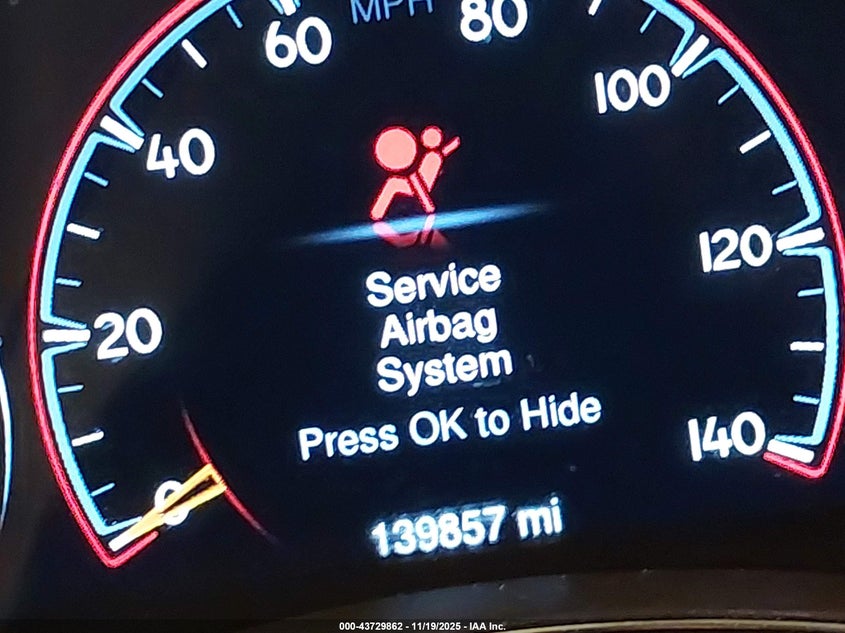 60 MPH 80
40 100
20 120
Service
Airbag
System
Press OK to Hide
0 140
139857 mi
000-43729862 - 11/19/2025 - IAA Inc.